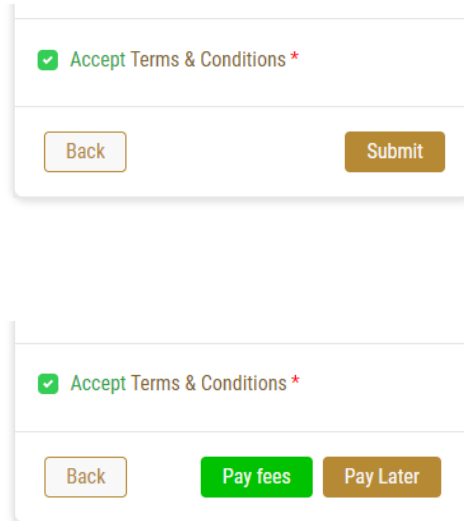 Accept Terms & Conditions *
Back Submit
Accept Terms & Conditions *
Back Pay fees Pay Later